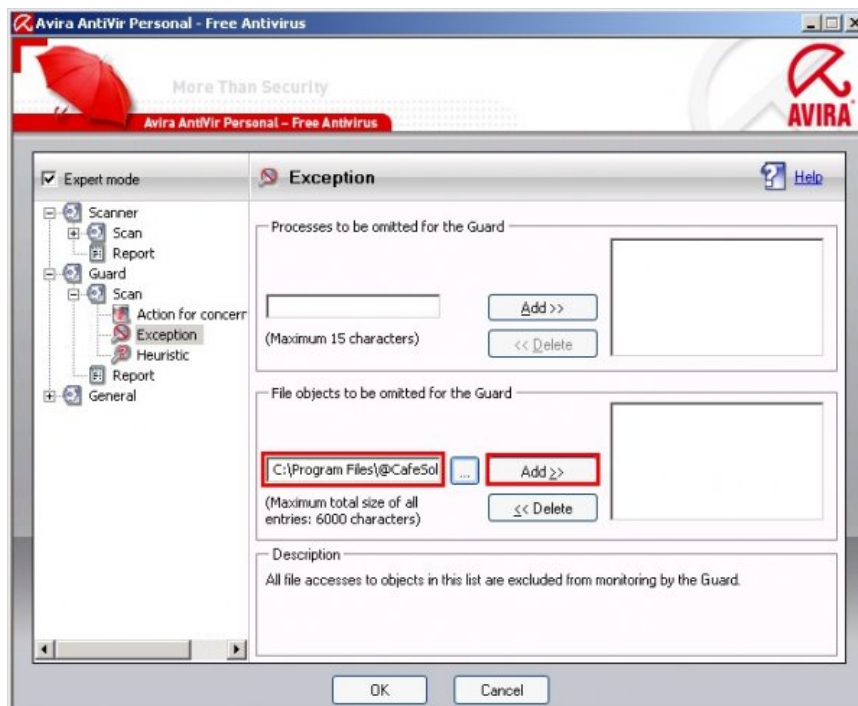 Avira AntiVir Personal - Free Antivirus
More Than Security
Avira AntiVir Personal – Free Antivirus
AVIRA
Expert mode
Exception
Help
Scanner
Scan
Report
Guard
Scan
Action for concerr
Exception
Heuristic
Report
General
Processes to be omitted for the Guard
Add >>
(Maximum 15 characters)
<< Delete
File objects to be omitted for the Guard
C:\Program Files\@CafeSol
...
Add >>
(Maximum total size of all
entries: 6000 characters)
<< Delete
Description
All file accesses to objects in this list are excluded from monitoring by the Guard.
OK
Cancel